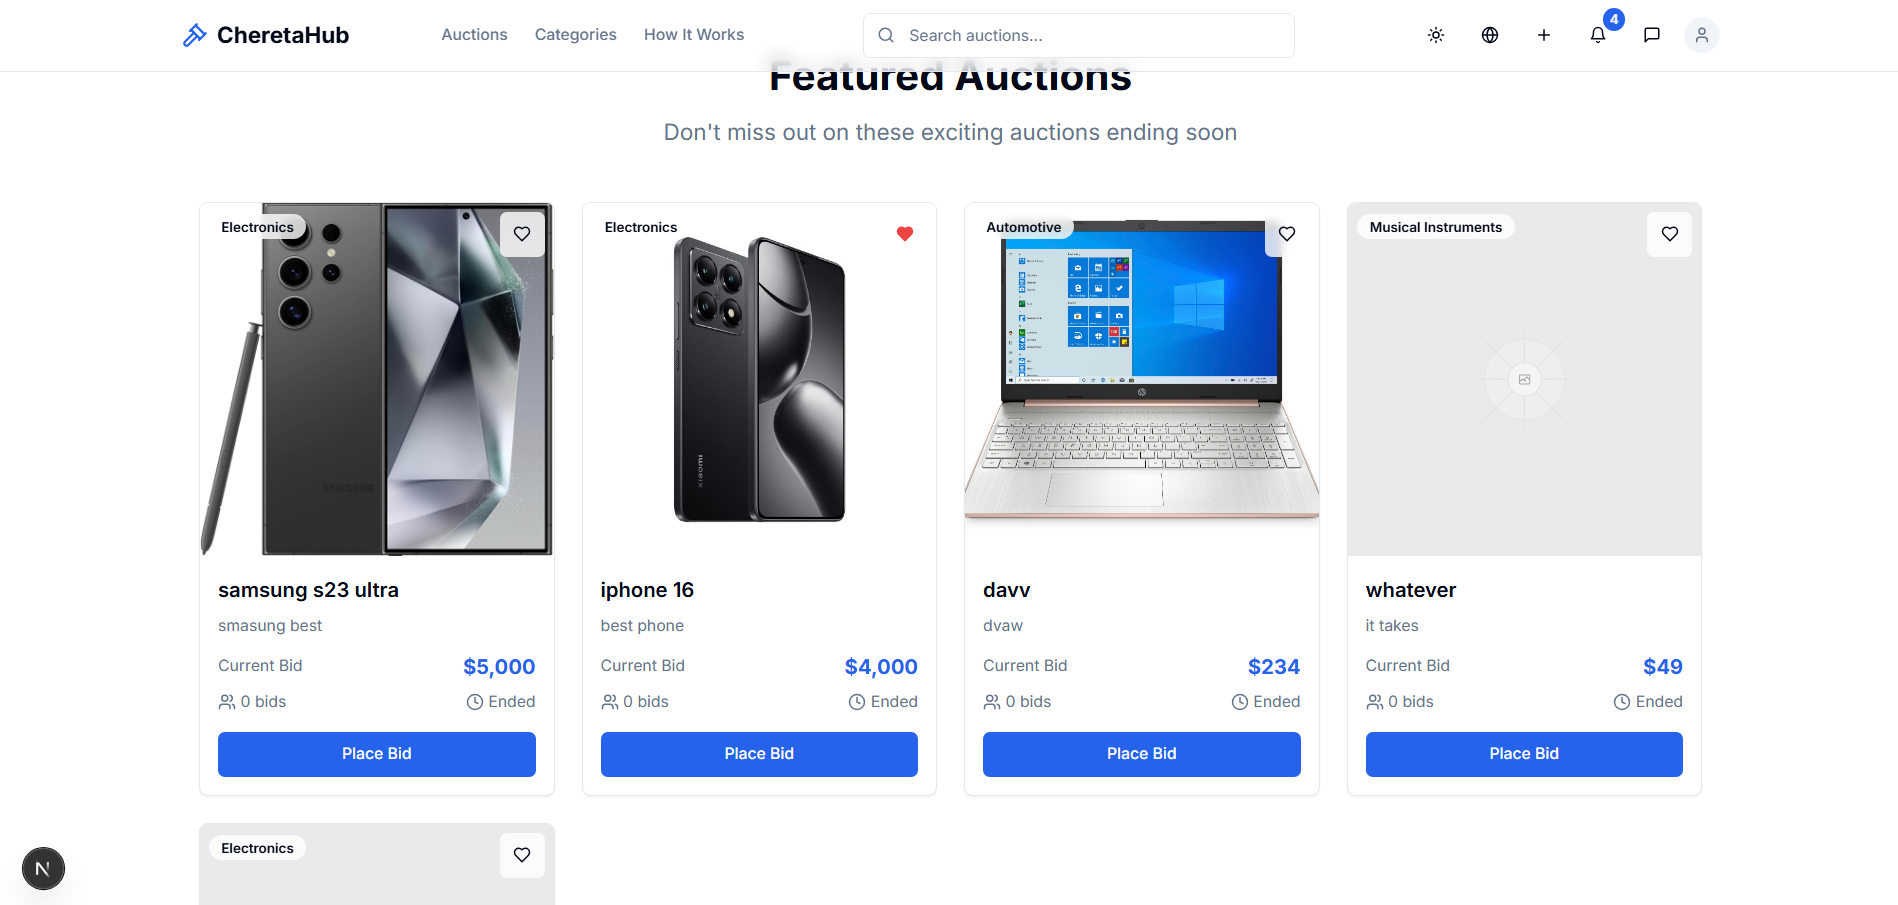 CheretaHub
Auctions
Categories
How It Works
Search auctions...
4
Featured Auctions
Don't miss out on these exciting auctions ending soon
Electronics
SAMSUNG
samsung s23 ultra
smasung best
Current Bid
$5,000
0 bids
Ended
Place Bid
Electronics
XIAOMI
iphone 16
best phone
Current Bid
$4,000
0 bids
Ended
Place Bid
Automotive
davv
dvaw
Current Bid
$234
0 bids
Ended
Place Bid
Musical Instruments
whatever
it takes
Current Bid
$49
0 bids
Ended
Place Bid
Electronics
N